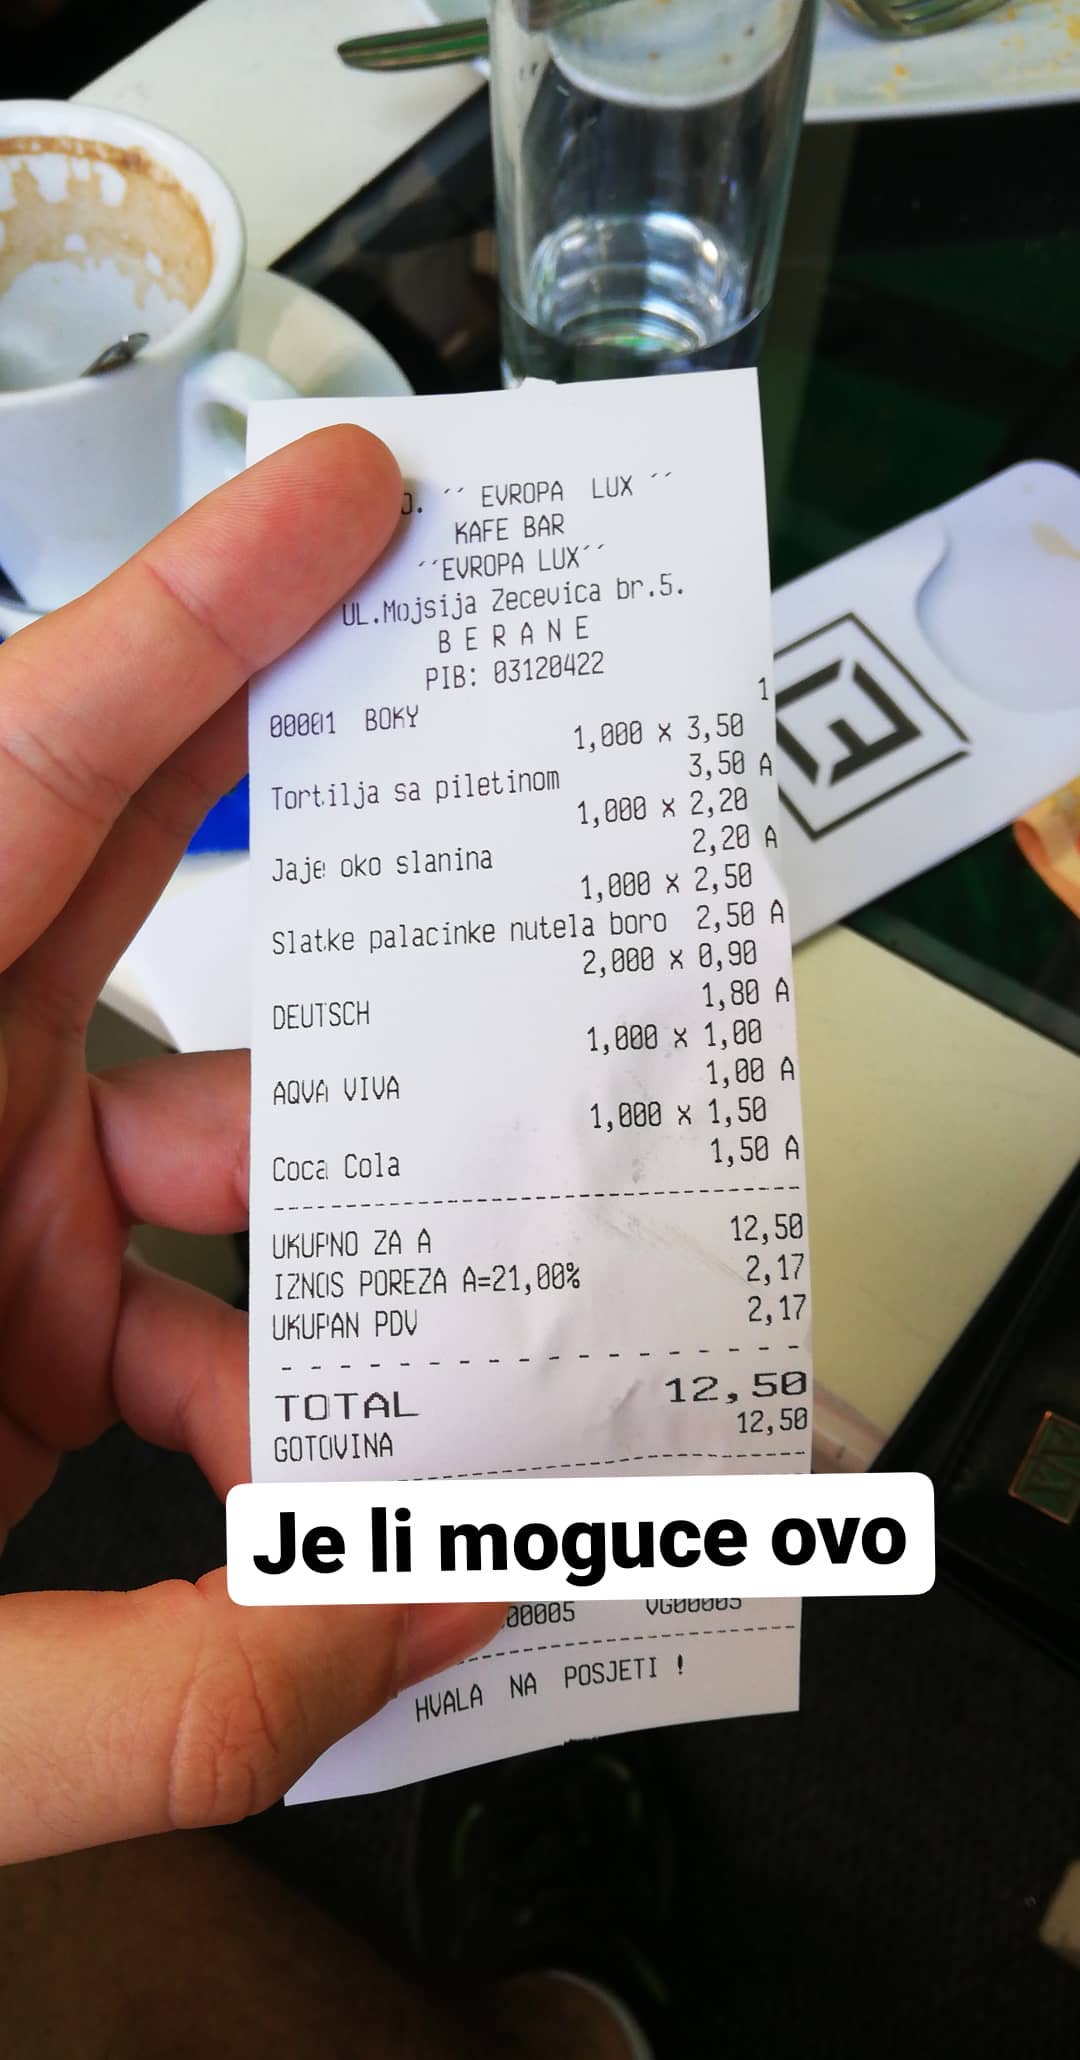 ´´ EVROPA LUX ´´
KAFE BAR
´´EVROPA LUX´´
UL.Mojsija Zecevica br.5.
B E R A N E
PIB: 03120422
00001 BOKY 1
1,000 x 3,50
Tortilja sa piletinom 3,50 A
1,000 x 2,20
Jaje oko slanina 2,20 A
1,000 x 2,50
Slatke palacinke nutela boro 2,50 A
2,000 x 0,90
DEUTSCH 1,80 A
1,000 x 1,00
AQVA VIVA 1,00 A
1,000 x 1,50
Coca Cola 1,50 A
UKUPNO ZA A 12,50
IZNOS POREZA A=21,00% 2,17
UKUPAN PDV 2,17
TOTAL 12,50
GOTOVINA 12,50
Je li moguce ovo
HVALA NA POSJETI !